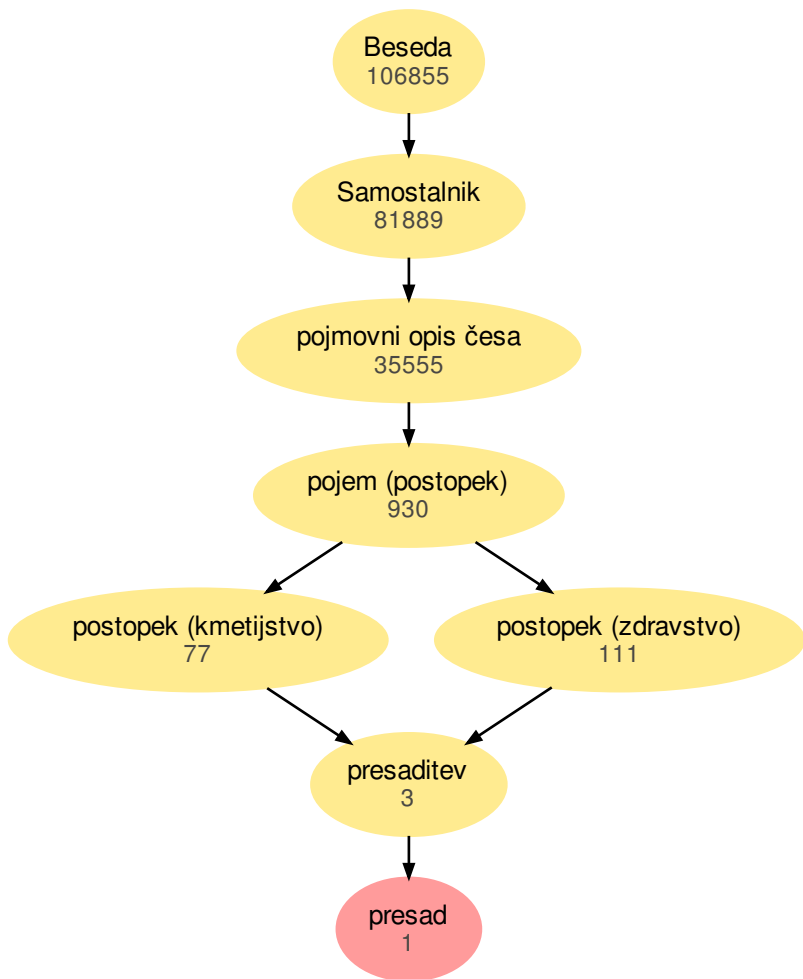 Beseda
106855
Samostalnik
81889
pojmovni opis česa
35555
pojem (postopek)
930
postopek (kmetijstvo)
77
postopek (zdravstvo)
111
presaditev
3
presad
1